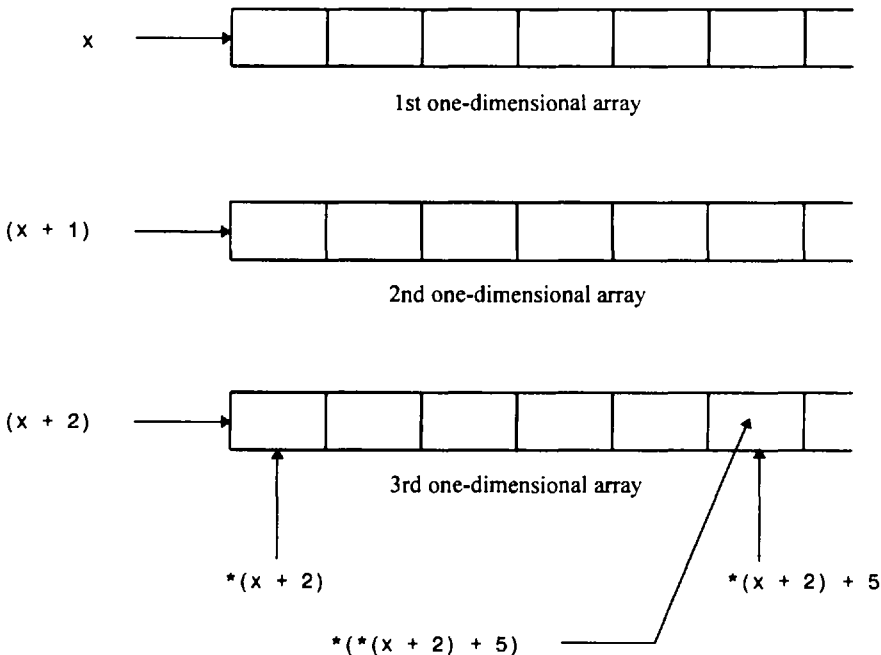 x
1st one-dimensional array
(x + 1)
2nd one-dimensional array
(x + 2)
3rd one-dimensional array
*(x + 2)
*(x + 2) + 5
*(*(x + 2) + 5)